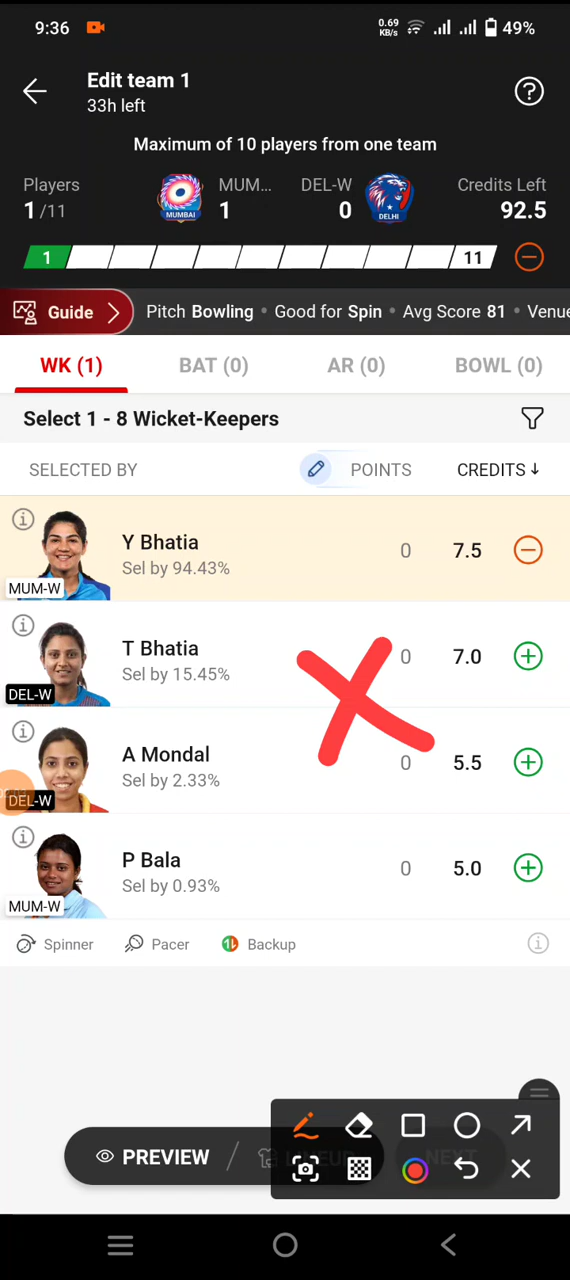 9:36
0.69
KB/s
49%
Edit team 1
33h left
Maximum of 10 players from one team
Players
MUM...
DEL-W
Credits Left
1/11
MUMBAI
1
0
DELHI
92.5
1
11
Guide
Pitch Bowling • Good for Spin • Avg Score 81 • Venue
WK (1)
BAT (0)
AR (0)
BOWL (0)
Select 1 - 8 Wicket-Keepers
SELECTED BY
POINTS
CREDITS↓
Y Bhatia
0
7.5
Sel by 94.43%
MUM-W
T Bhatia
0
7.0
Sel by 15.45%
DEL-W
A Mondal
0
5.5
Sel by 2.33%
DEL-W
P Bala
0
5.0
Sel by 0.93%
MUM-W
Spinner
Pacer
Backup
PREVIEW
/
LINEUP
NEXT